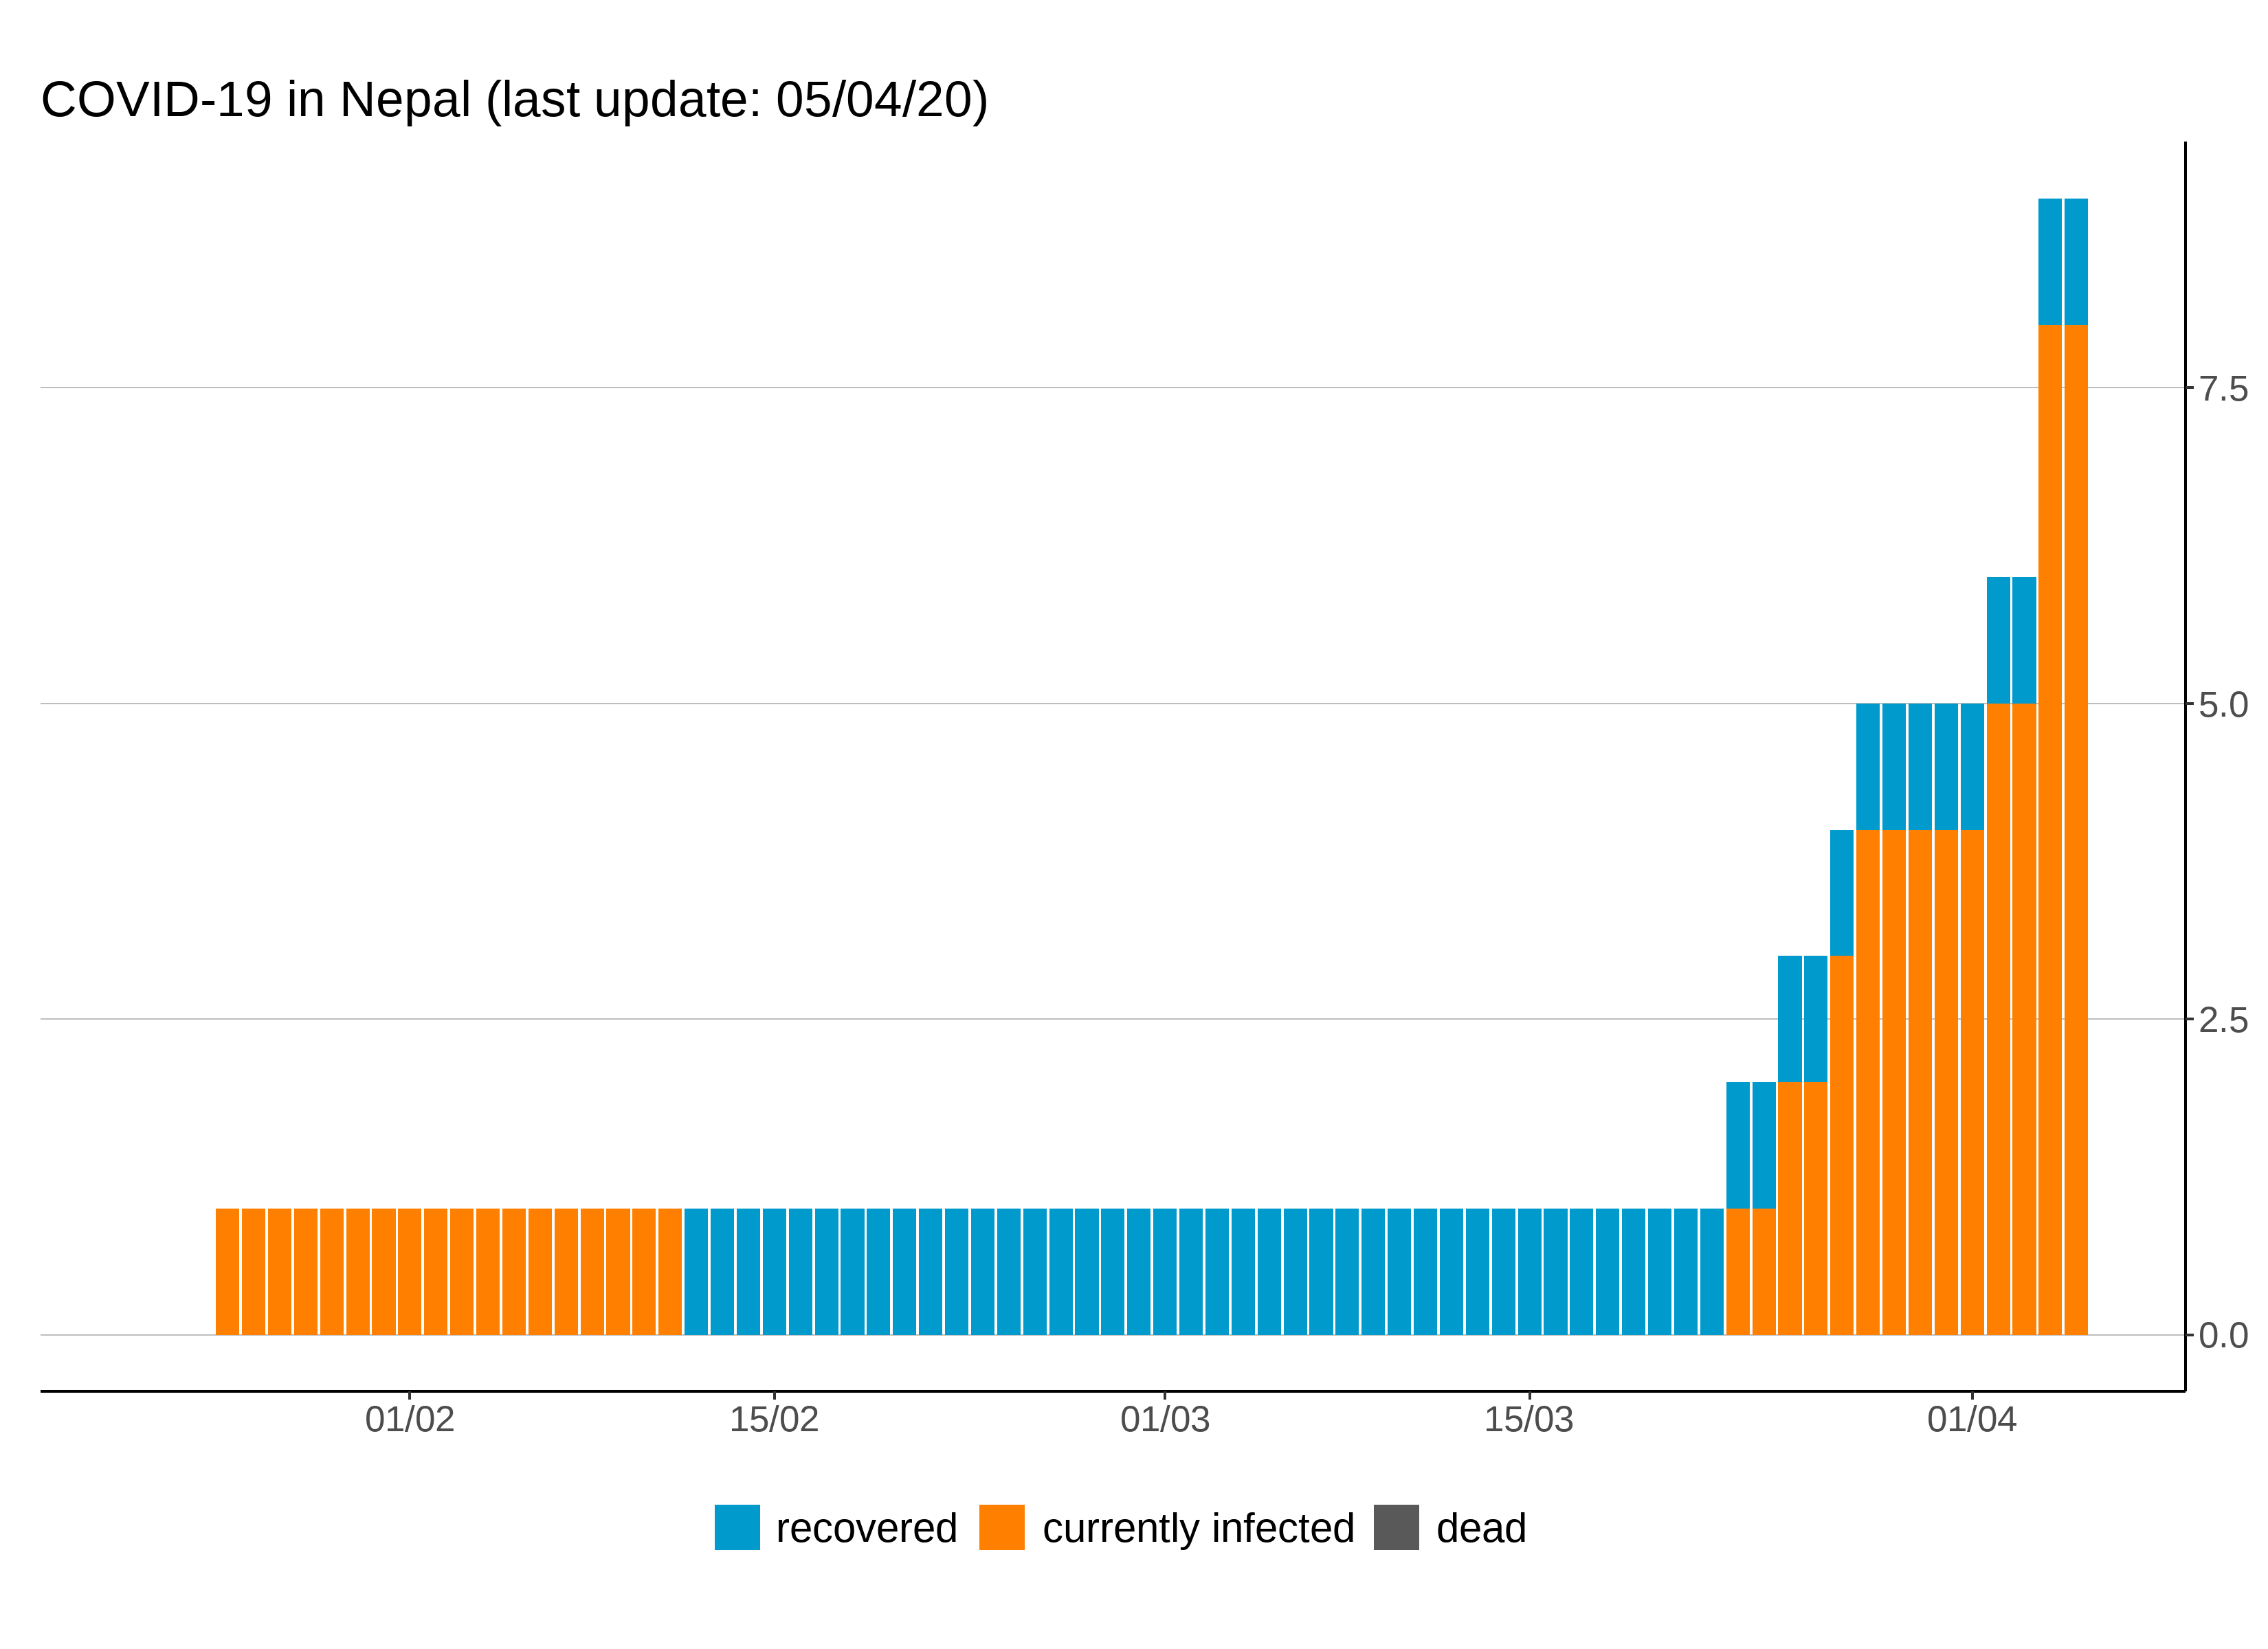 COVID-19 in Nepal (last update: 05/04/20)
7.5
5.0
2.5
0.0
01/02 15/02 01/03 15/03 01/04
recovered currently infected dead